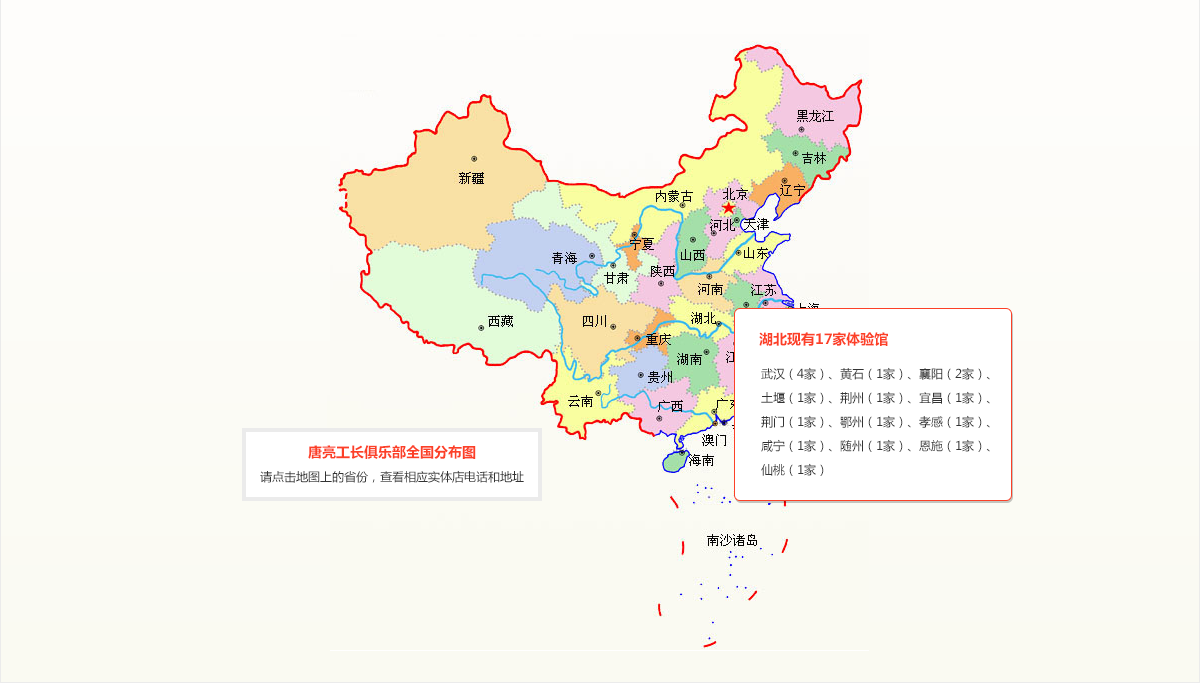 黑龙江
吉林
辽宁
新疆
内蒙古
北京
河北
天津
宁夏
山西
山东
青海
甘肃
陕西
河南
江苏
上海
西藏
四川
湖北
重庆
湖南
江
贵州
云南
广西
广东
澳门
海南
南沙诸岛
湖北现有17家体验馆
武汉（4家）、黄石（1家）、襄阳（2家）、
土堰（1家）、荆州（1家）、宜昌（1家）、
荆门（1家）、鄂州（1家）、孝感（1家）、
咸宁（1家）、随州（1家）、恩施（1家）、
仙桃（1家）
唐亮工长俱乐部全国分布图
请点击地图上的省份，查看相应实体店电话和地址